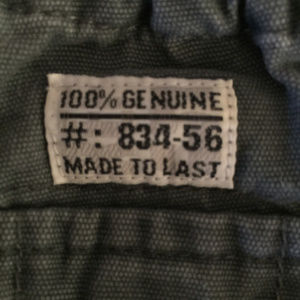 100% GENUINE
#: 834-56
MADE TO LAST